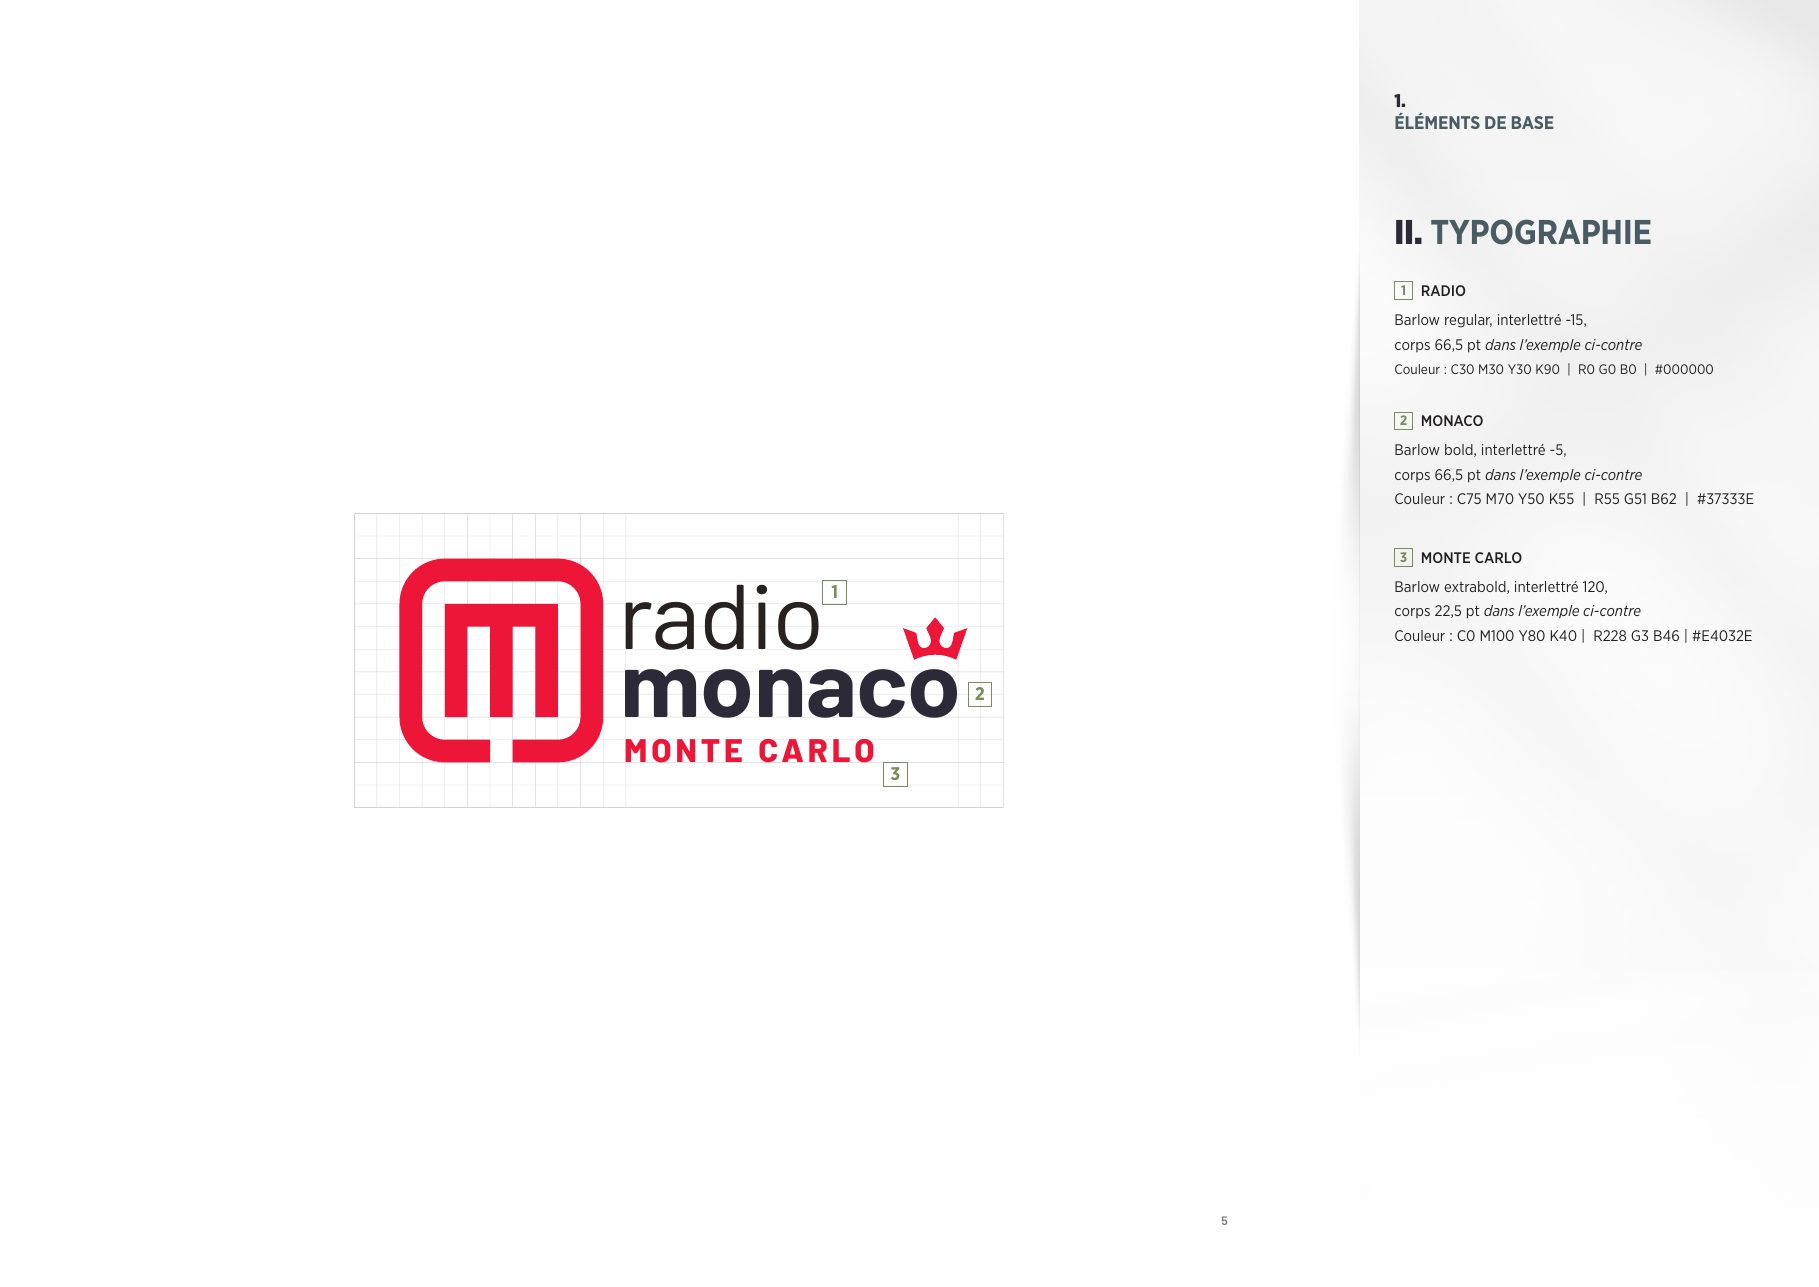 1.
ÉLÉMENTS DE BASE
II. TYPOGRAPHIE
1 RADIO
Barlow regular, interlettré -15,
corps 66,5 pt dans l'exemple ci-contre
Couleur : C30 M30 Y30 K90 | R0 G0 B0 | #000000
2 MONACO
Barlow bold, interlettré -5,
corps 66,5 pt dans l'exemple ci-contre
Couleur : C75 M70 Y50 K55 | R55 G51 B62 | #37333E
3 MONTE CARLO
Barlow extrabold, interlettré 120,
corps 22,5 pt dans l'exemple ci-contre
Couleur : C0 M100 Y80 K40 | R228 G3 B46 | #E4032E
m
radio 1
monaco 2
MONTE CARLO
3
5